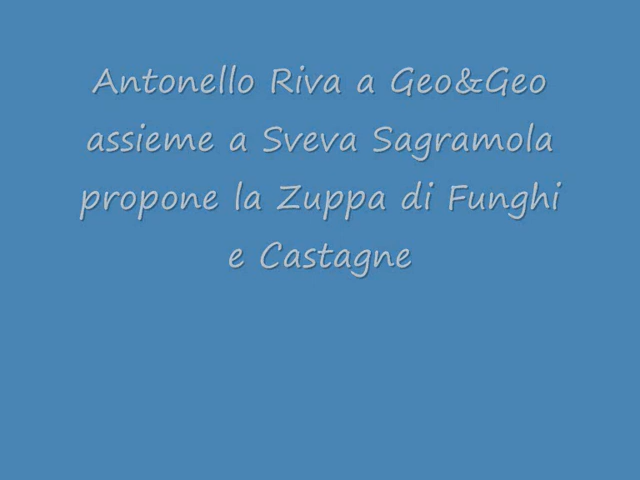 Antonello Riva a Geo&Geo
assieme a Sveva Sagramola
propone la Zuppa di Funghi
e Castagne